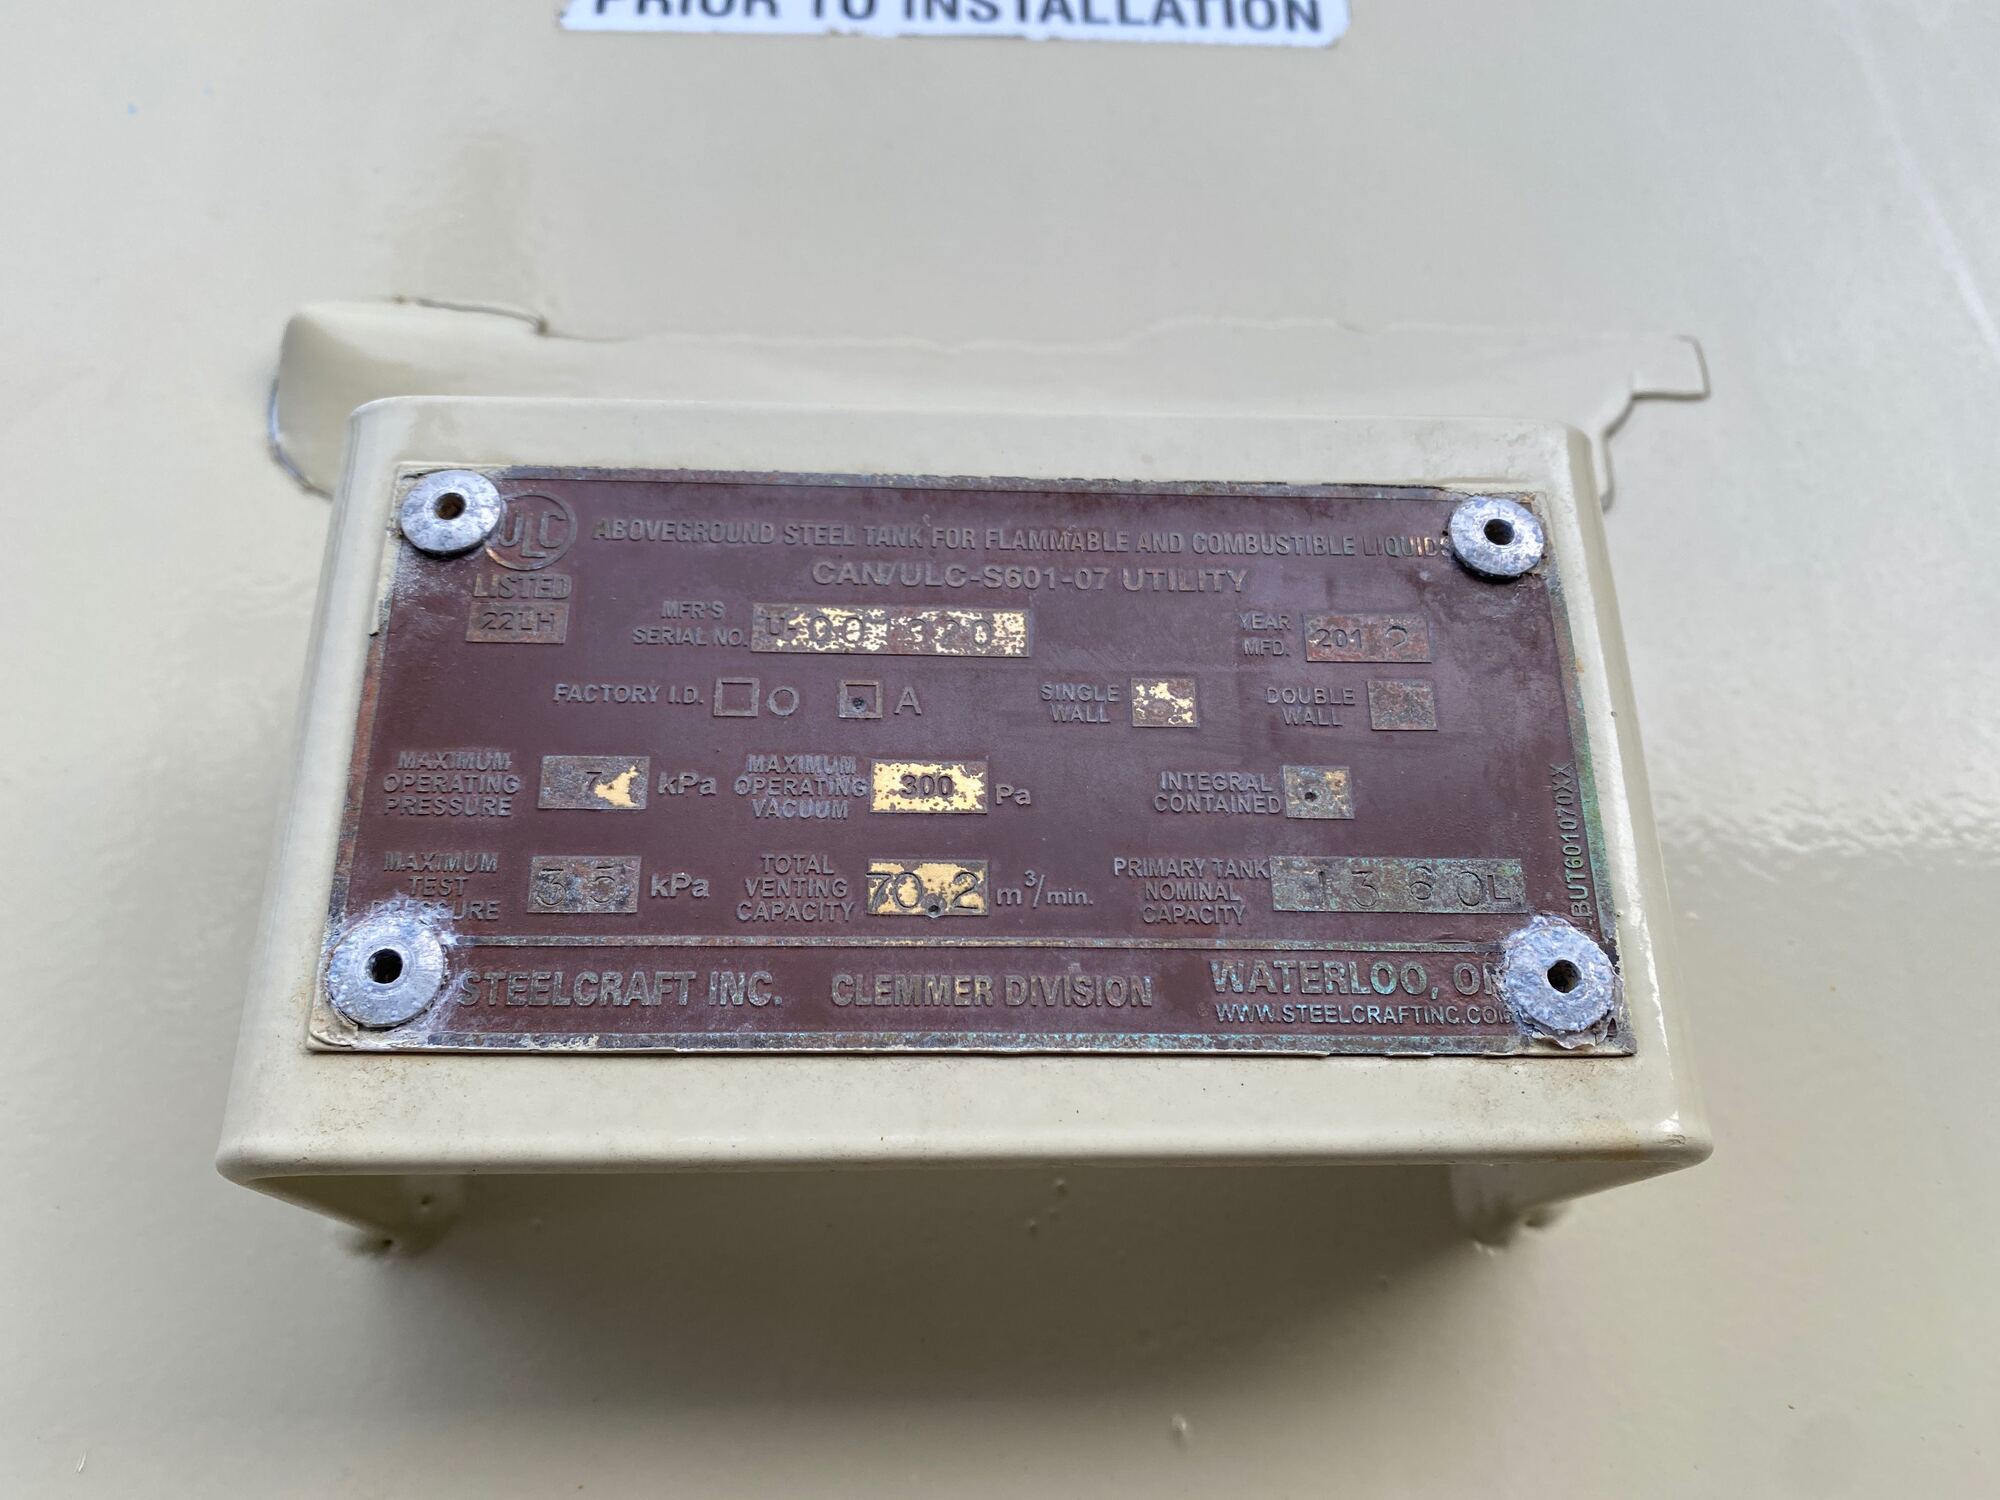 PRIOR TO INSTALLATION
ULC
ABOVEGROUND STEEL TANK FOR FLAMMABLE AND COMBUSTIBLE LIQUIDS
LISTED
CAN/ULC-S601-07 UTILITY
22LH
MFR'S
SERIAL NO.
YEAR
MFD. 2012
FACTORY I.D. O A
SINGLE
WALL
DOUBLE
WALL
MAXIMUM
OPERATING
PRESSURE 7 kPa
MAXIMUM
OPERATING
VACUUM 300 Pa
INTEGRAL
CONTAINED
MAXIMUM
TEST
PRESSURE 35 kPa
TOTAL
VENTING
CAPACITY 70.2 m³/min.
PRIMARY TANK
NOMINAL
CAPACITY 1360L
STEELCRAFT INC. CLEMMER DIVISION WATERLOO, ON
WWW.STEELCRAFTINC.COM
BUT601070XX